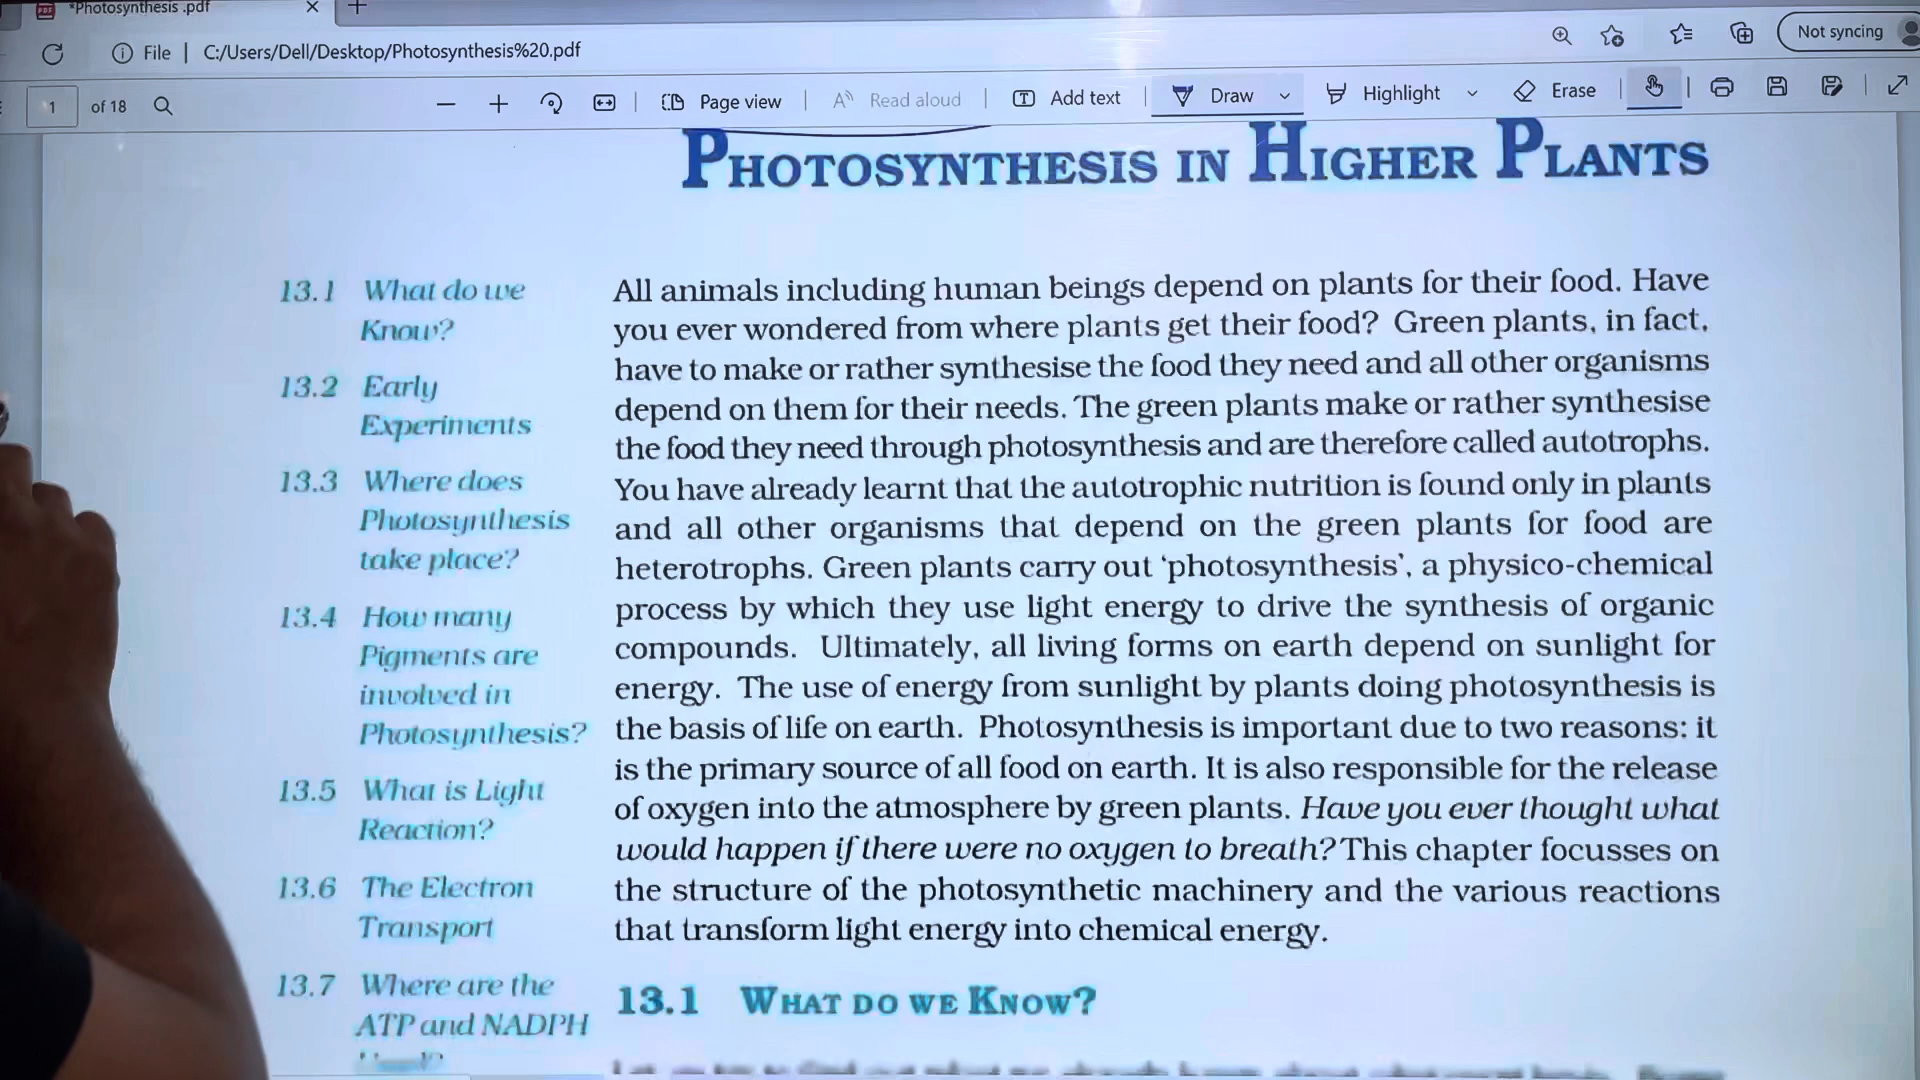 *Photosynthesis .pdf
File | C:/Users/Dell/Desktop/Photosynthesis%20.pdf
Not syncing
1 of 18
Page view
Read aloud
Add text
Draw
Highlight
Erase
PHOTOSYNTHESIS IN HIGHER PLANTS
13.1 What do we
Know?
13.2 Early
Experiments
13.3 Where does
Photosynthesis
take place?
13.4 How many
Pigments are
involved in
Photosynthesis?
13.5 What is Light
Reaction?
13.6 The Electron
Transport
13.7 Where are the
ATP and NADPH
All animals including human beings depend on plants for their food. Have
you ever wondered from where plants get their food? Green plants, in fact,
have to make or rather synthesise the food they need and all other organisms
depend on them for their needs. The green plants make or rather synthesise
the food they need through photosynthesis and are therefore called autotrophs.
You have already learnt that the autotrophic nutrition is found only in plants
and all other organisms that depend on the green plants for food are
heterotrophs. Green plants carry out ‘photosynthesis’, a physico-chemical
process by which they use light energy to drive the synthesis of organic
compounds. Ultimately, all living forms on earth depend on sunlight for
energy. The use of energy from sunlight by plants doing photosynthesis is
the basis of life on earth. Photosynthesis is important due to two reasons: it
is the primary source of all food on earth. It is also responsible for the release
of oxygen into the atmosphere by green plants. Have you ever thought what
would happen if there were no oxygen to breath? This chapter focusses on
the structure of the photosynthetic machinery and the various reactions
that transform light energy into chemical energy.
13.1 WHAT DO WE KNOW?